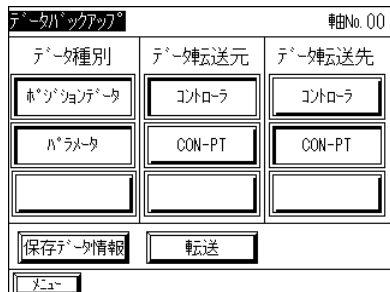 ﾃﾞｰﾀﾊﾞｯｸｱｯﾌﾟ 軸No. 00
ﾃﾞｰﾀ種別 ﾃﾞｰﾀ転送元 ﾃﾞｰﾀ転送先
ﾎﾟｼﾞｼｮﾝﾃﾞｰﾀ ｺﾝﾄﾛｰﾗ ｺﾝﾄﾛｰﾗ
ﾊﾟﾗﾒｰﾀ CON-PT CON-PT
保存ﾃﾞｰﾀ情報 転送
ﾒﾆｭｰ